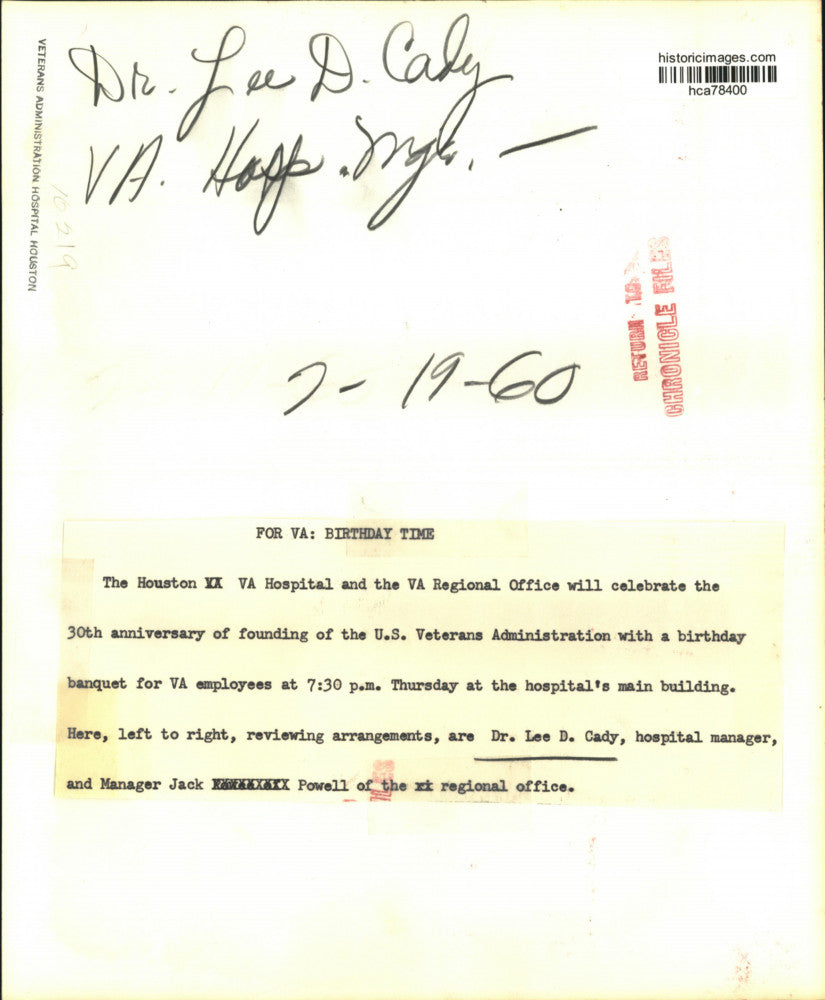 historicimages.com
hca78400
VETERANS ADMINISTRATION HOSPITAL HOUSTON
Dr. Lee D. Cady
VA. Hosp. Mgr. —
10219
RETURN TO
CHRONICLE FILES
7-19-60
FOR VA: BIRTHDAY TIME
The Houston XX VA Hospital and the VA Regional Office will celebrate the
30th anniversary of founding of the U.S. Veterans Administration with a birthday
banquet for VA employees at 7:30 p.m. Thursday at the hospital's main building.
Here, left to right, reviewing arrangements, are Dr. Lee D. Cady, hospital manager,
and Manager Jack Powell of the regional office.